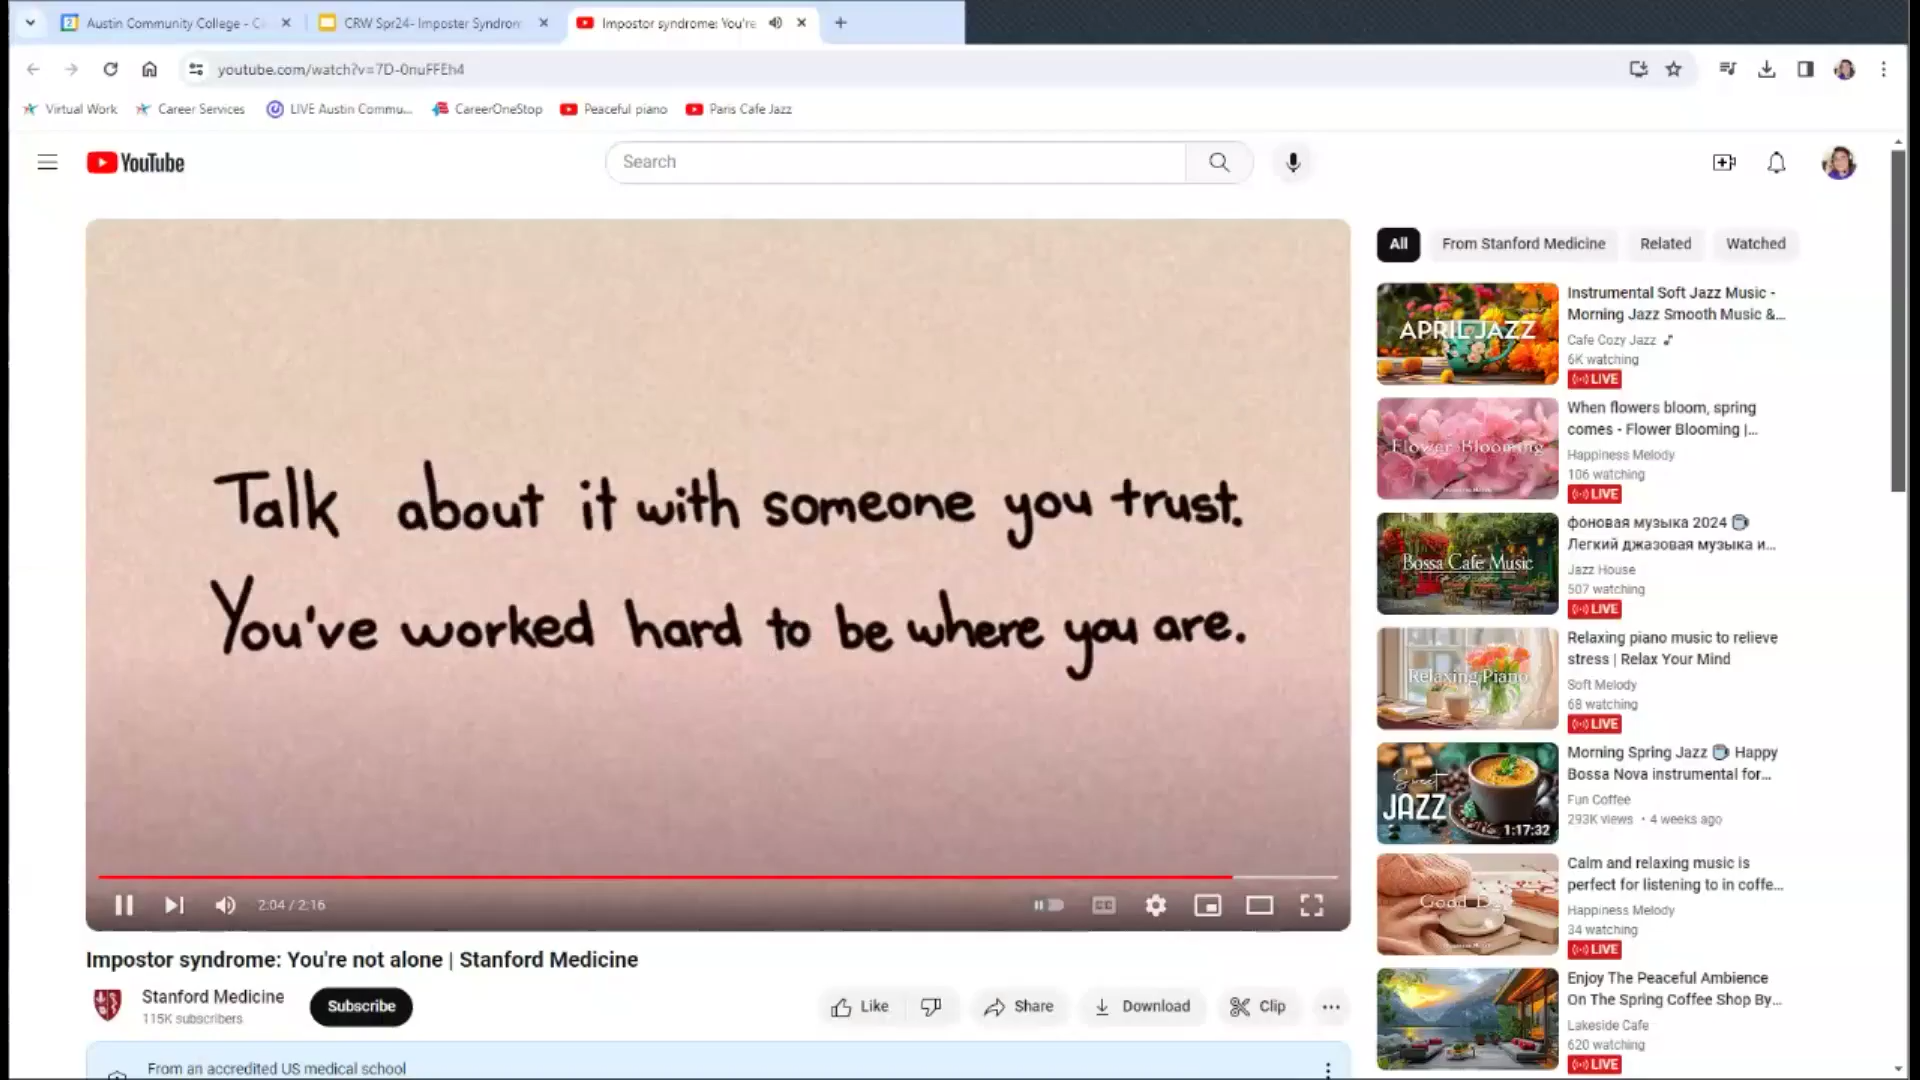 Austin Community College - C
CRW Spr24- Imposter Syndrom
Impostor syndrome: You're
youtube.com/watch?v=7D-0nuFFEh4
Virtual Work
Career Services
LIVE Austin Commu...
CareerOneStop
Peaceful piano
Paris Cafe Jazz
YouTube
Search
Talk about it with someone you trust.
You've worked hard to be where you are.
2:04 / 2:16
CC
Impostor syndrome: You're not alone | Stanford Medicine
Stanford Medicine
115K subscribers
Subscribe
Like
Share
Download
Clip
From an accredited US medical school
All
From Stanford Medicine
Related
Watched
APRIL JAZZ
Instrumental Soft Jazz Music -
Morning Jazz Smooth Music &...
Cafe Cozy Jazz
6K watching
LIVE
Flower Blooming
When flowers bloom, spring
comes - Flower Blooming |...
Happiness Melody
106 watching
LIVE
Bossa Cafe Music
фоновая музыка 2024
Легкий джазовая музыка и...
Jazz House
507 watching
LIVE
Relaxing Piano
Relaxing piano music to relieve
stress | Relax Your Mind
Soft Melody
68 watching
LIVE
Sweet
JAZZ
1:17:32
Morning Spring Jazz Happy
Bossa Nova instrumental for...
Fun Coffee
293K views • 4 weeks ago
Good Day
Calm and relaxing music is
perfect for listening to in coffe...
Happiness Melody
34 watching
LIVE
Enjoy The Peaceful Ambience
On The Spring Coffee Shop By...
Lakeside Cafe
620 watching
LIVE